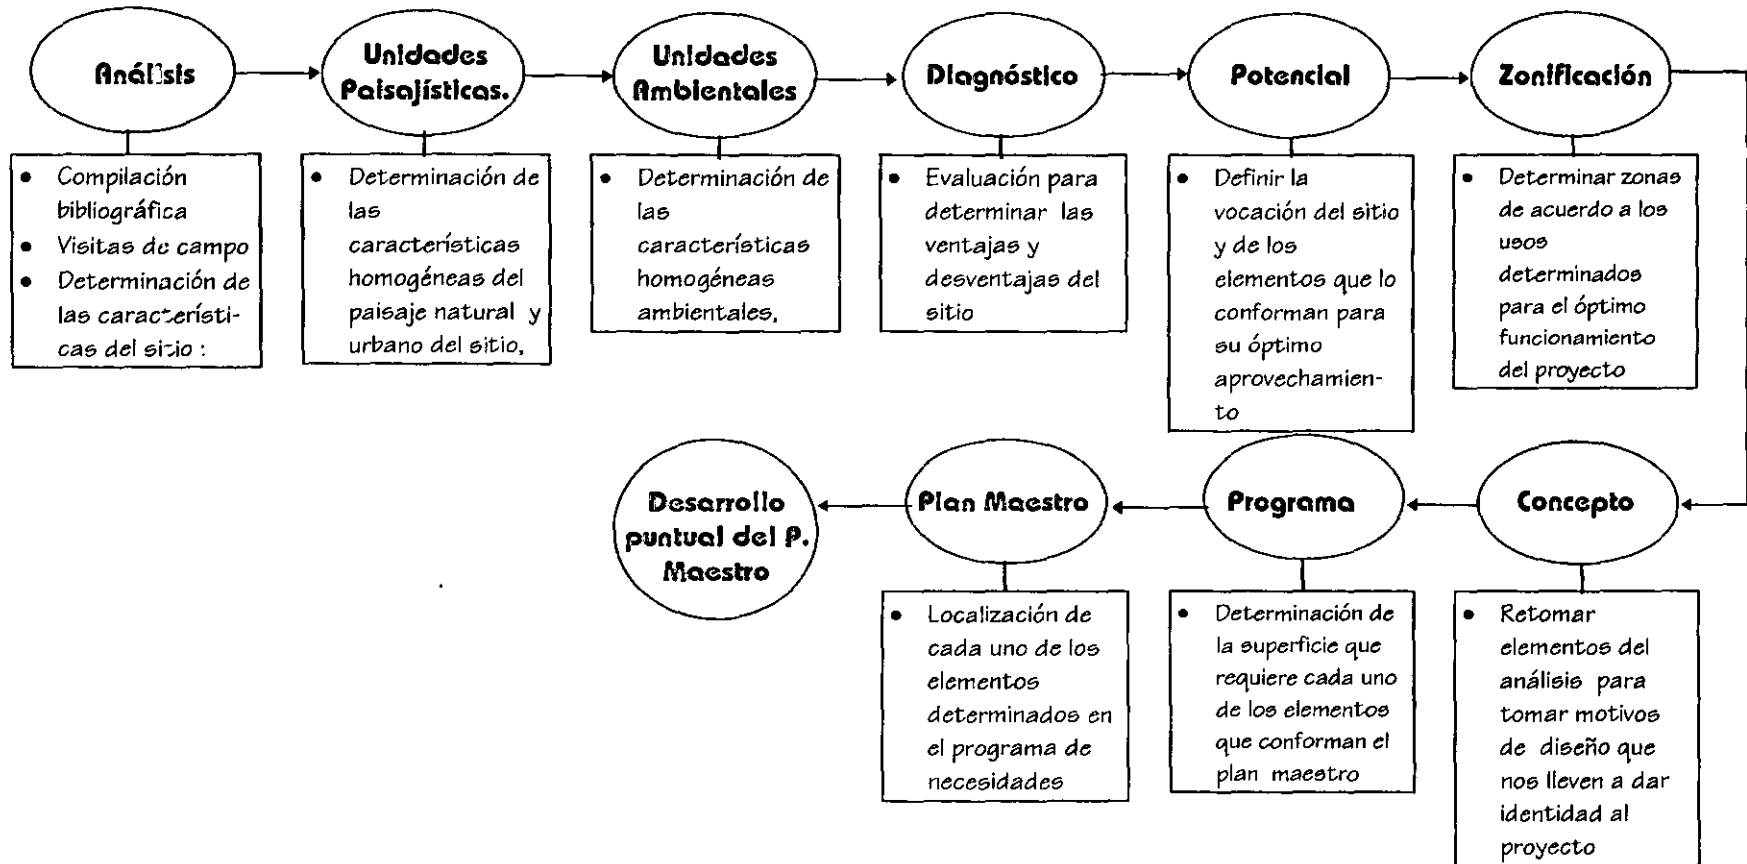 Análisis
Compilación
bibliográfica
Visitas de campo
Determinación de
las característi-
cas del sitio :
Unidades
Paisajísticas.
Determinación de
las
características
homogéneas del
paisaje natural y
urbano del sitio,
Unidades
Ambientales
Determinación de
las
características
homogéneas
ambientales,
Diagnóstico
Evaluación para
determinar las
ventajas y
desventajas del
sitio
Potencial
Definir la
vocación del sitio
y de los
elementos que lo
conforman para
su óptimo
aprovechamien-
to
Zonificación
Determinar zonas
de acuerdo a los
usos
determinados
para el óptimo
funcionamiento
del proyecto
Concepto
Retomar
elementos del
análisis para
tomar motivos
de diseño que
nos lleven a dar
identidad al
proyecto
Programa
Determinación de
la superficie que
requiere cada uno
de los elementos
que conforman el
plan maestro
Plan Maestro
Localización de
cada uno de los
elementos
determinados en
el programa de
necesidades
Desarrollo
puntual del P.
Maestro